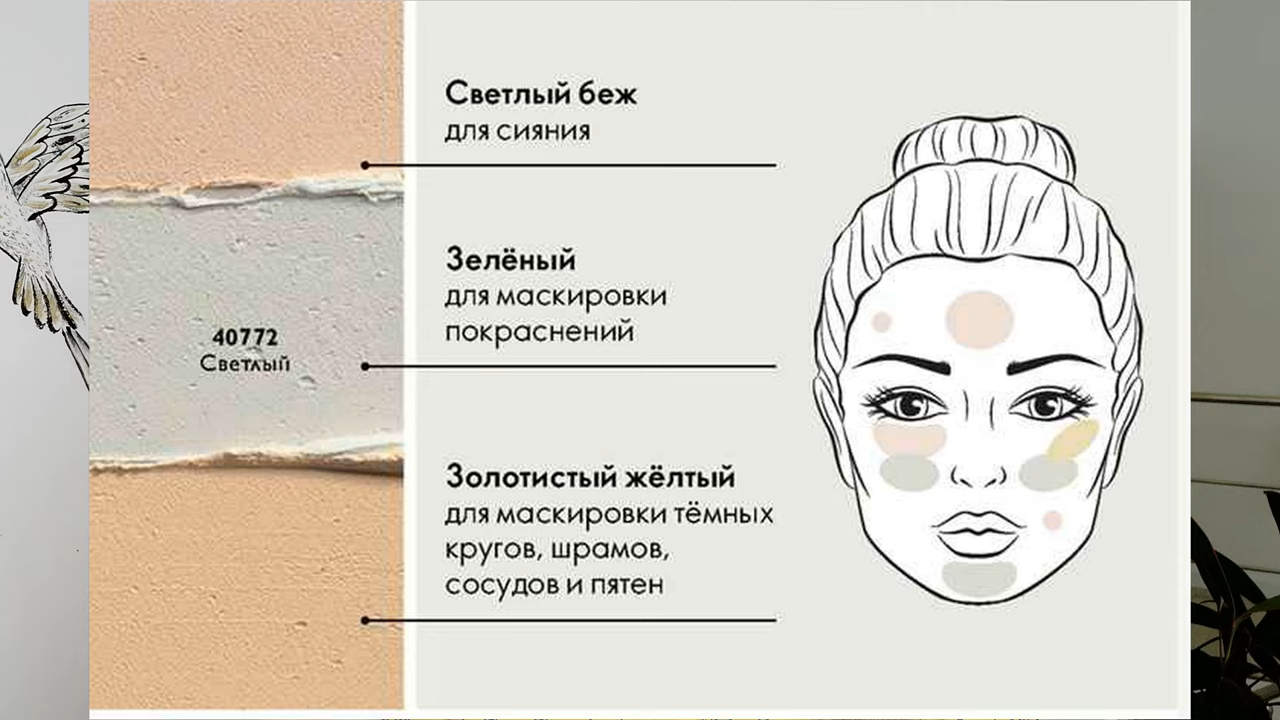 Светлый беж
для сияния
Зелёный
для маскировки
покраснений
40772
Светлый
Золотистый жёлтый
для маскировки тёмных
кругов, шрамов,
сосудов и пятен